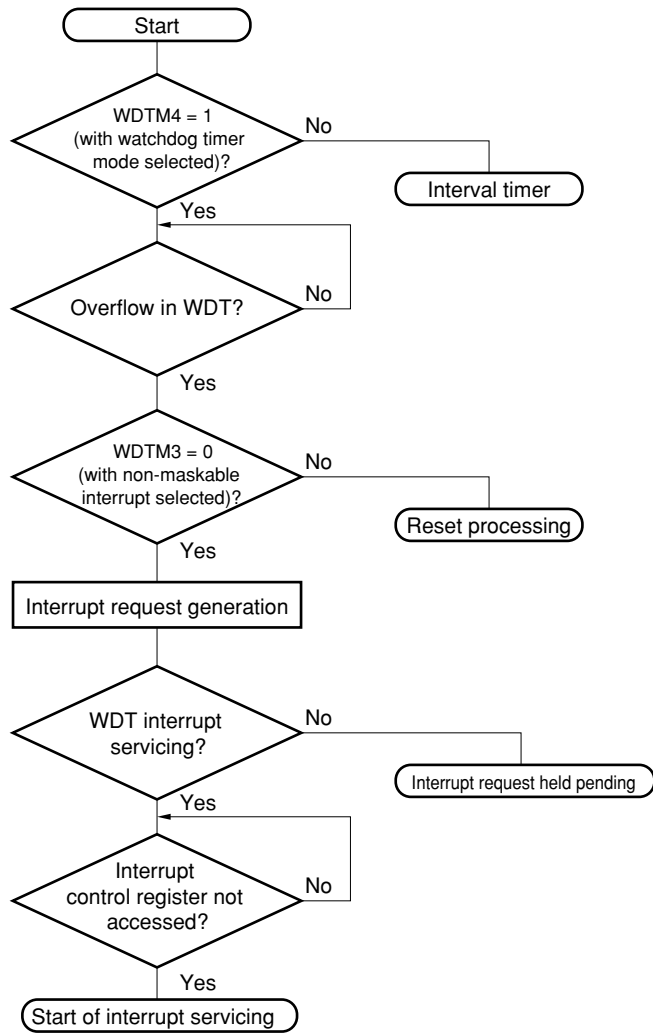 Start
WDTM4 = 1
(with watchdog timer
mode selected)?
No
Interval timer
Yes
Overflow in WDT?
No
Yes
WDTM3 = 0
(with non-maskable
interrupt selected)?
No
Reset processing
Yes
Interrupt request generation
WDT interrupt
servicing?
No
Interrupt request held pending
Yes
Interrupt
control register not
accessed?
No
Yes
Start of interrupt servicing